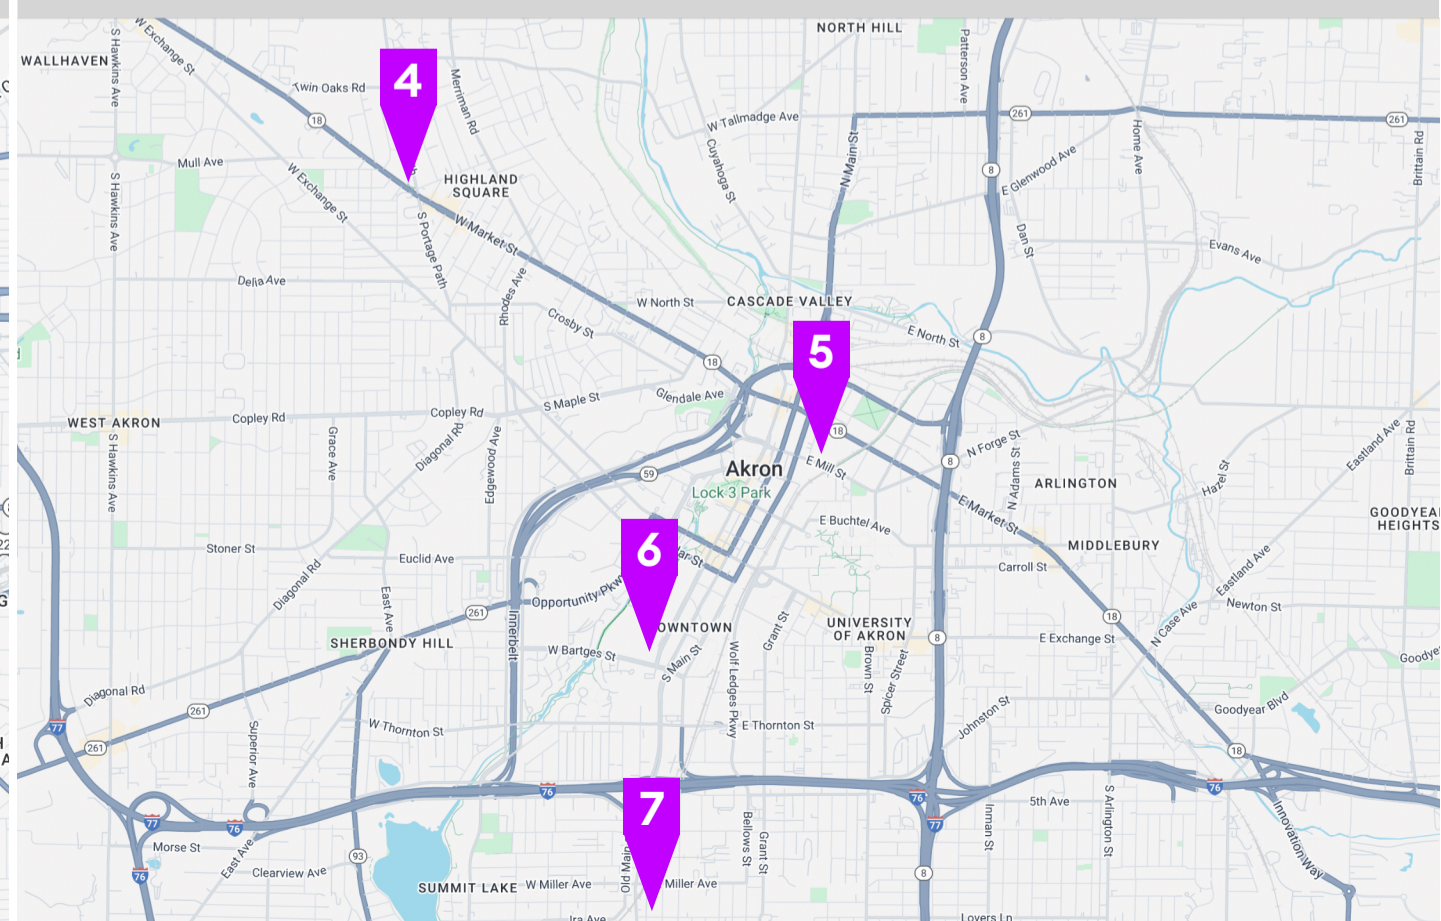 NORTH HILL
WALLHAVEN
S Hawkins Ave
W Exchange St
4
Merriman Rd
Patterson Ave
Twin Oaks Rd
18
W Tallmadge Ave
261
261
Home Ave
Brittain Rd
N Main St
Cuyahoga St
Mull Ave
W Exchange St
HIGHLAND
SQUARE
8
E Glenwood Ave
S Hawkins Ave
S Portage Path
W Market St
Dan St
Evans Ave
Delia Ave
Rhodes Ave
W North St
CASCADE VALLEY
Crosby St
5
E North St
8
18
Glendale Ave
S Maple St
WEST AKRON
Copley Rd
Copley Rd
18
Diagonal Rd
Grace Ave
Edgewood Ave
S Hawkins Ave
N Forge St
Eastland Ave
Brittain Rd
59
Akron
E Mill St
8
N Adams St
ARLINGTON
Hazel St
Lock 3 Park
E Market St
E Buchtel Ave
GOODYEAR
HEIGHTS
6
MIDDLEBURY
Stoner St
Euclid Ave
Carroll St
Eastland Ave
Diagonal Rd
East Ave
Opportunity Pkwy
261
Innerbelt
Newton St
18
N Case Ave
Grant St
UNIVERSITY
OF AKRON
8
E Exchange St
SHERBONDY HILL
W Bartges St
S Main St
Wolf Ledges Pkwy
Brown St
Spicer Street
Diagonal Rd
261
Goodyear Blvd
77
261
Superior Ave
W Thornton St
E Thornton St
Johnston St
18
76
7
76
76
77
76
77
5th Ave
Inman St
S Arlington St
Innovation Way
Morse St
East Ave
93
Old Main
Bellows St
Grant St
Clearview Ave
8
76
SUMMIT LAKE
W Miller Ave
Miller Ave
Ira Ave
Lovers Ln